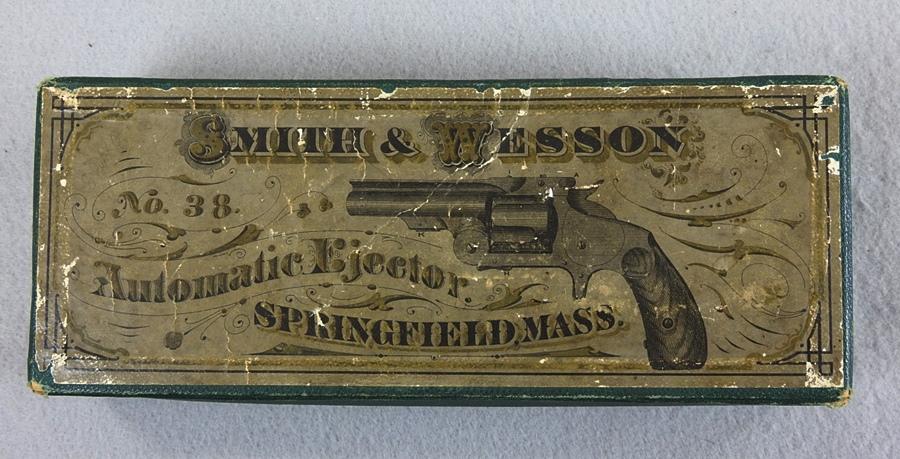 SMITH & WESSON
No. 38.
Automatic Ejector
SPRINGFIELD, MASS.